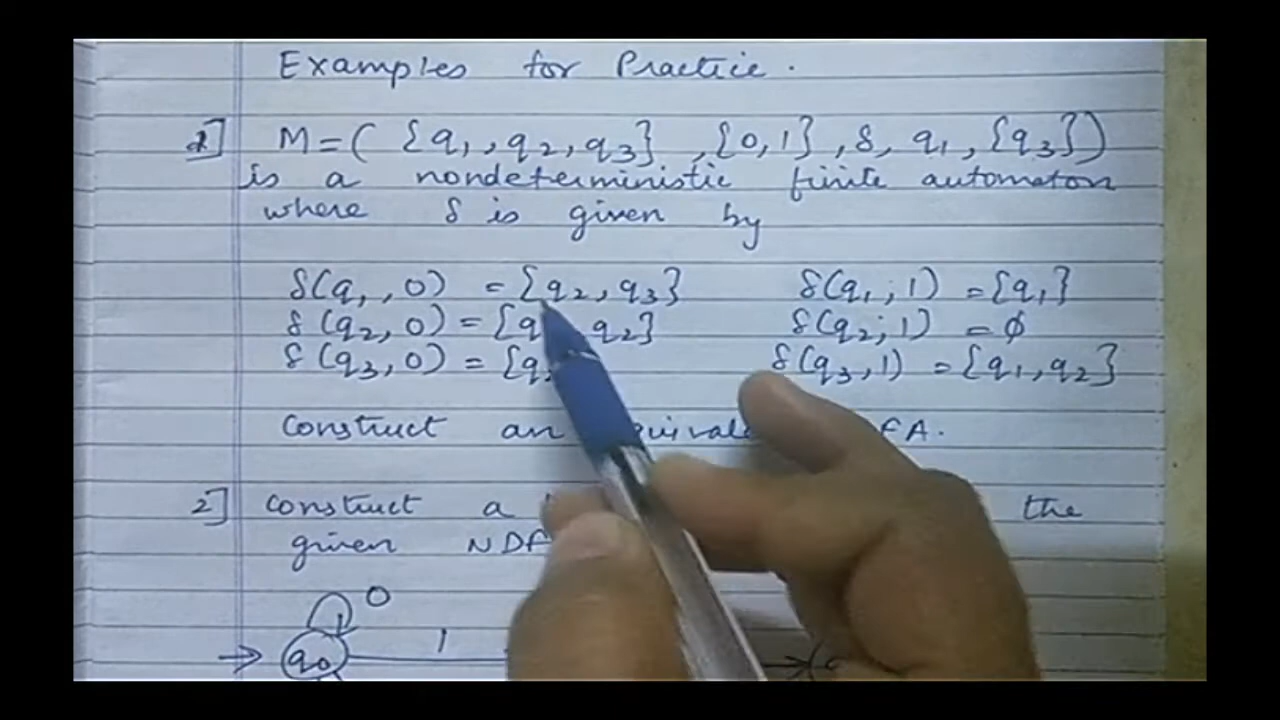 Examples for Practice.
1] M = ( {q1, q2, q3}, {0,1}, δ, q1, {q3})
is a nondeterministic finite automaton
where δ is given by
δ(q1, 0) = {q2, q3} δ(q1, 1) = {q1}
δ(q2, 0) = {q q2} δ(q2, 1) = ϕ
δ(q3, 0) = {q δ(q3, 1) = {q1, q2}
Construct an FA.
2] Construct a the
given
0
1
q0